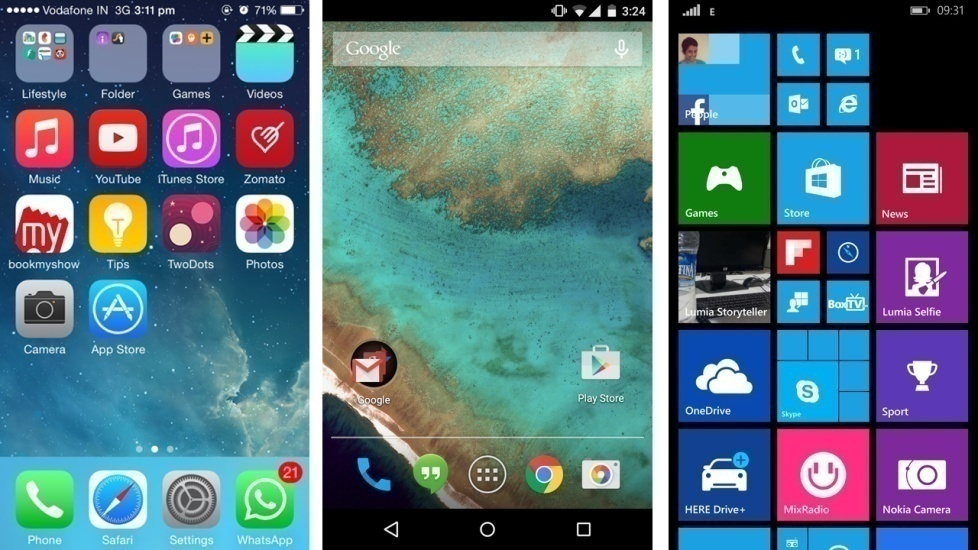 Vodafone IN 3G 3:11 pm 71%
Lifestyle Folder Games Videos
Music YouTube iTunes Store Zomato
my
bookmyshow Tips TwoDots Photos
Camera App Store
21
Phone Safari Settings WhatsApp
3:24
Google
Google Play Store
E 09:31
1
People
Games Store News
BoxTV
Lumia Storyteller Lumia Selfie
OneDrive Skype Sport
HERE Drive+ MixRadio Nokia Camera